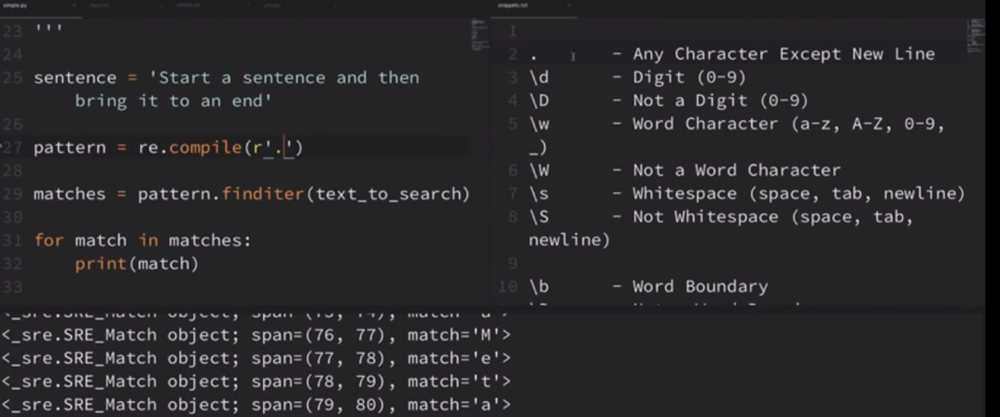 simple.py
snippets.txt
23 '''
24
25 sentence = 'Start a sentence and then
bring it to an end'
26
27 pattern = re.compile(r'.')
28
29 matches = pattern.finditer(text_to_search)
30
31 for match in matches:
32 print(match)
33
1
2 . - Any Character Except New Line
3 \d - Digit (0-9)
4 \D - Not a Digit (0-9)
5 \w - Word Character (a-z, A-Z, 0-9,
_)
6 \W - Not a Word Character
7 \s - Whitespace (space, tab, newline)
8 \S - Not Whitespace (space, tab,
newline)
9
10 \b - Word Boundary
<_sre.SRE_Match object; span=(76, 77), match='M'>
<_sre.SRE_Match object; span=(77, 78), match='e'>
<_sre.SRE_Match object; span=(78, 79), match='t'>
<_sre.SRE_Match object; span=(79, 80), match='a'>